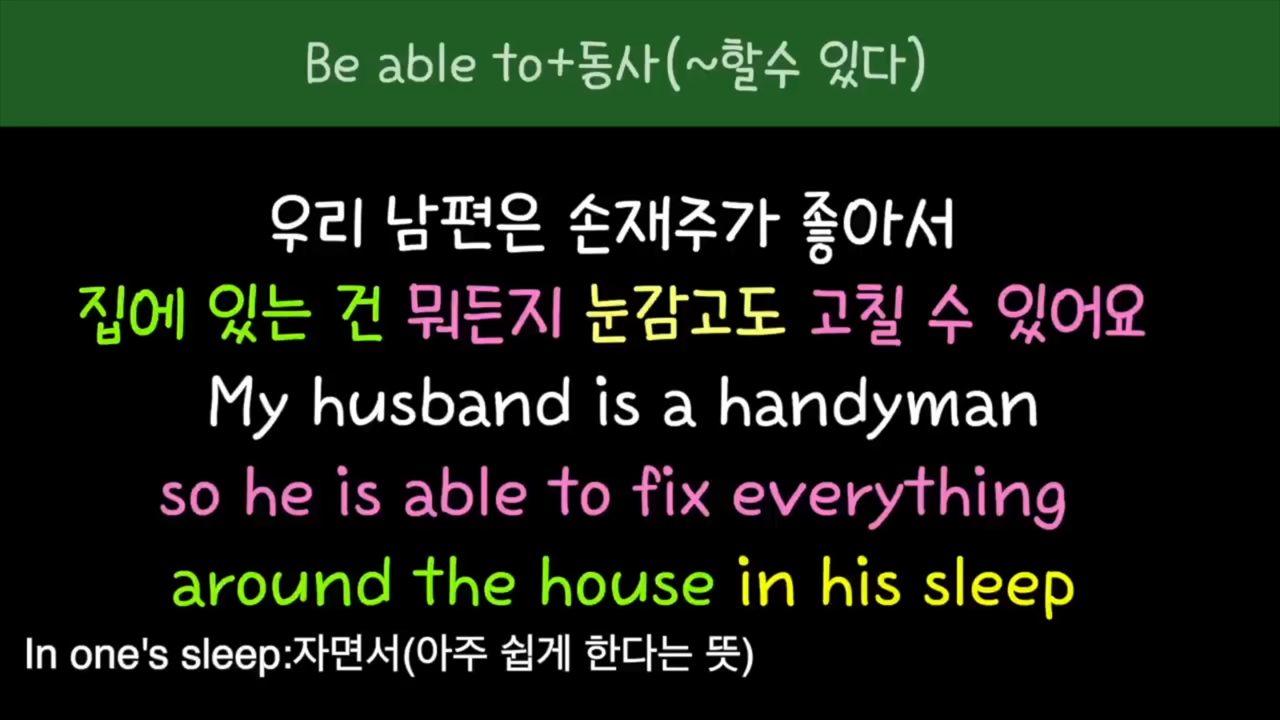 Be able to+동사(~할수 있다)
우리 남편은 손재주가 좋아서
집에 있는 건 뭐든지 눈감고도 고칠 수 있어요
My husband is a handyman
so he is able to fix everything
around the house in his sleep
In one's sleep:자면서(아주 쉽게 한다는 뜻)